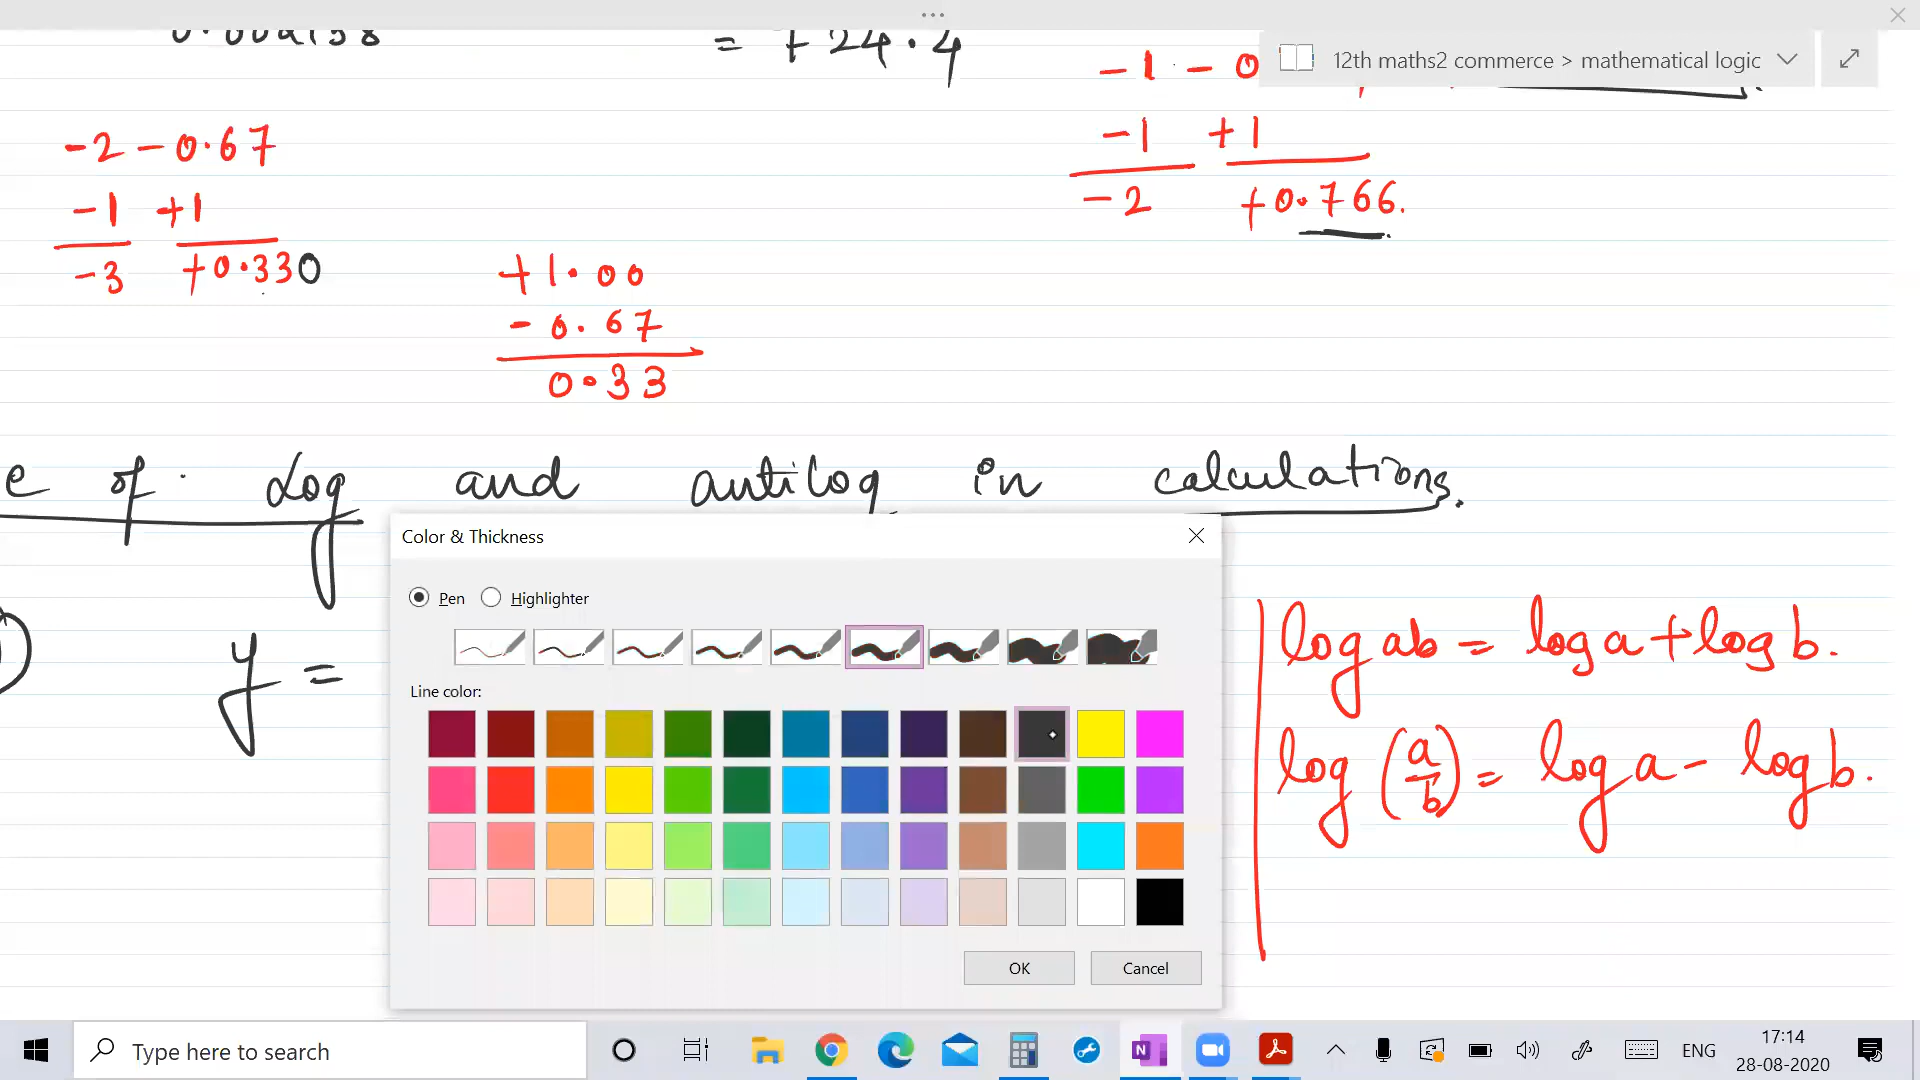 12th maths2 commerce > mathematical logic
= + 24.4
-1 - 0
-2 - 0.67
-1 +1
-3 +0.330
-1 +1
-2 +0.766.
+1.00
- 0.67
0.33
e of Log and antilog in calculations.
y =
log ab = log a + log b.
log (a/b) = log a - log b.
Color & Thickness
Pen
Highlighter
Line color:
OK
Cancel
Type here to search
ENG
17:14
28-08-2020